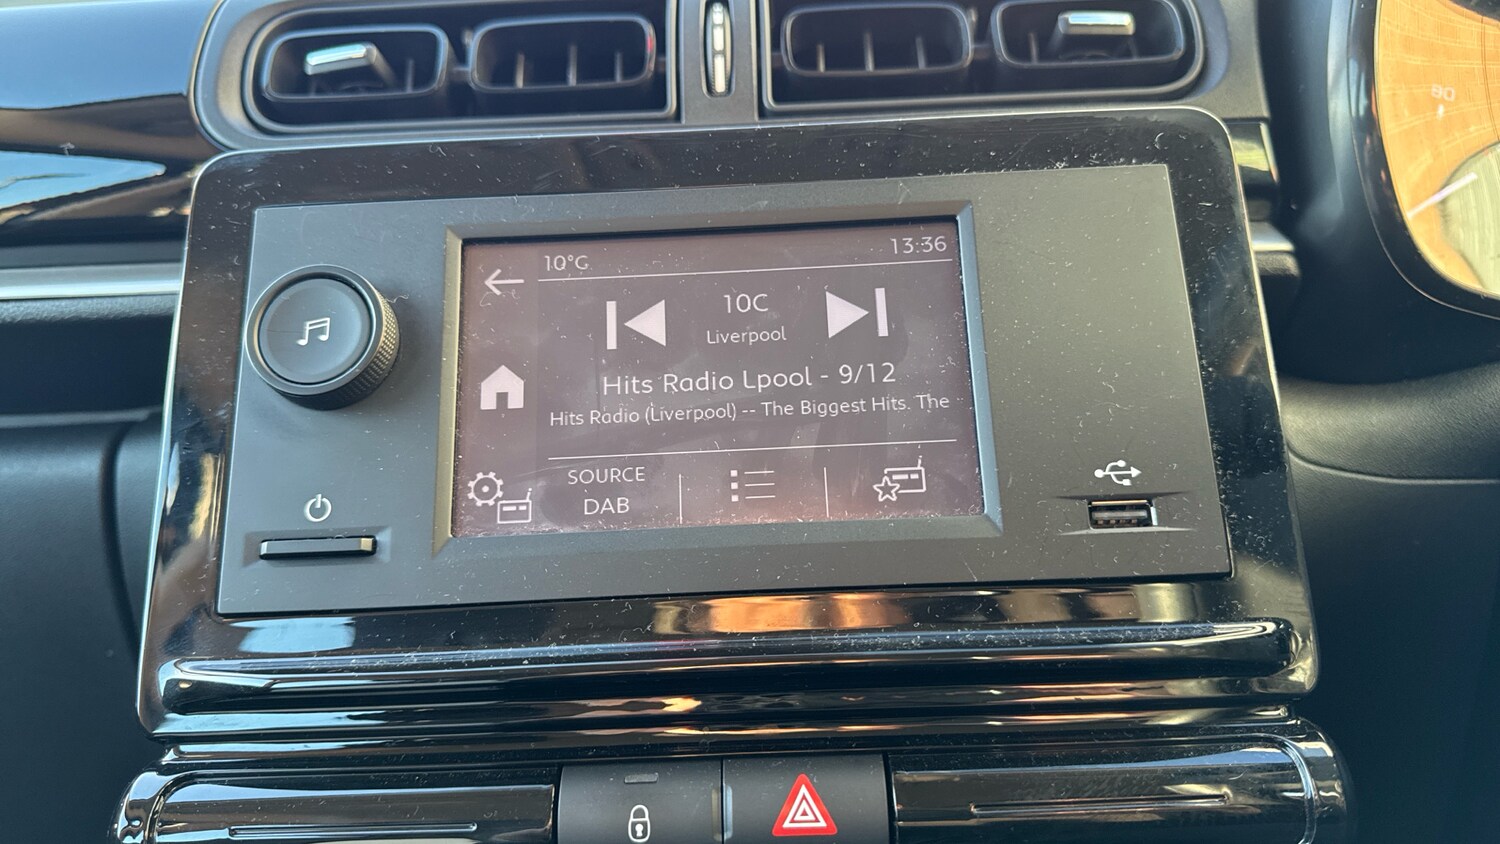 10°C
13:36
10C
Liverpool
Hits Radio Lpool - 9/12
Hits Radio (Liverpool) -- The Biggest Hits. The
SOURCE
DAB